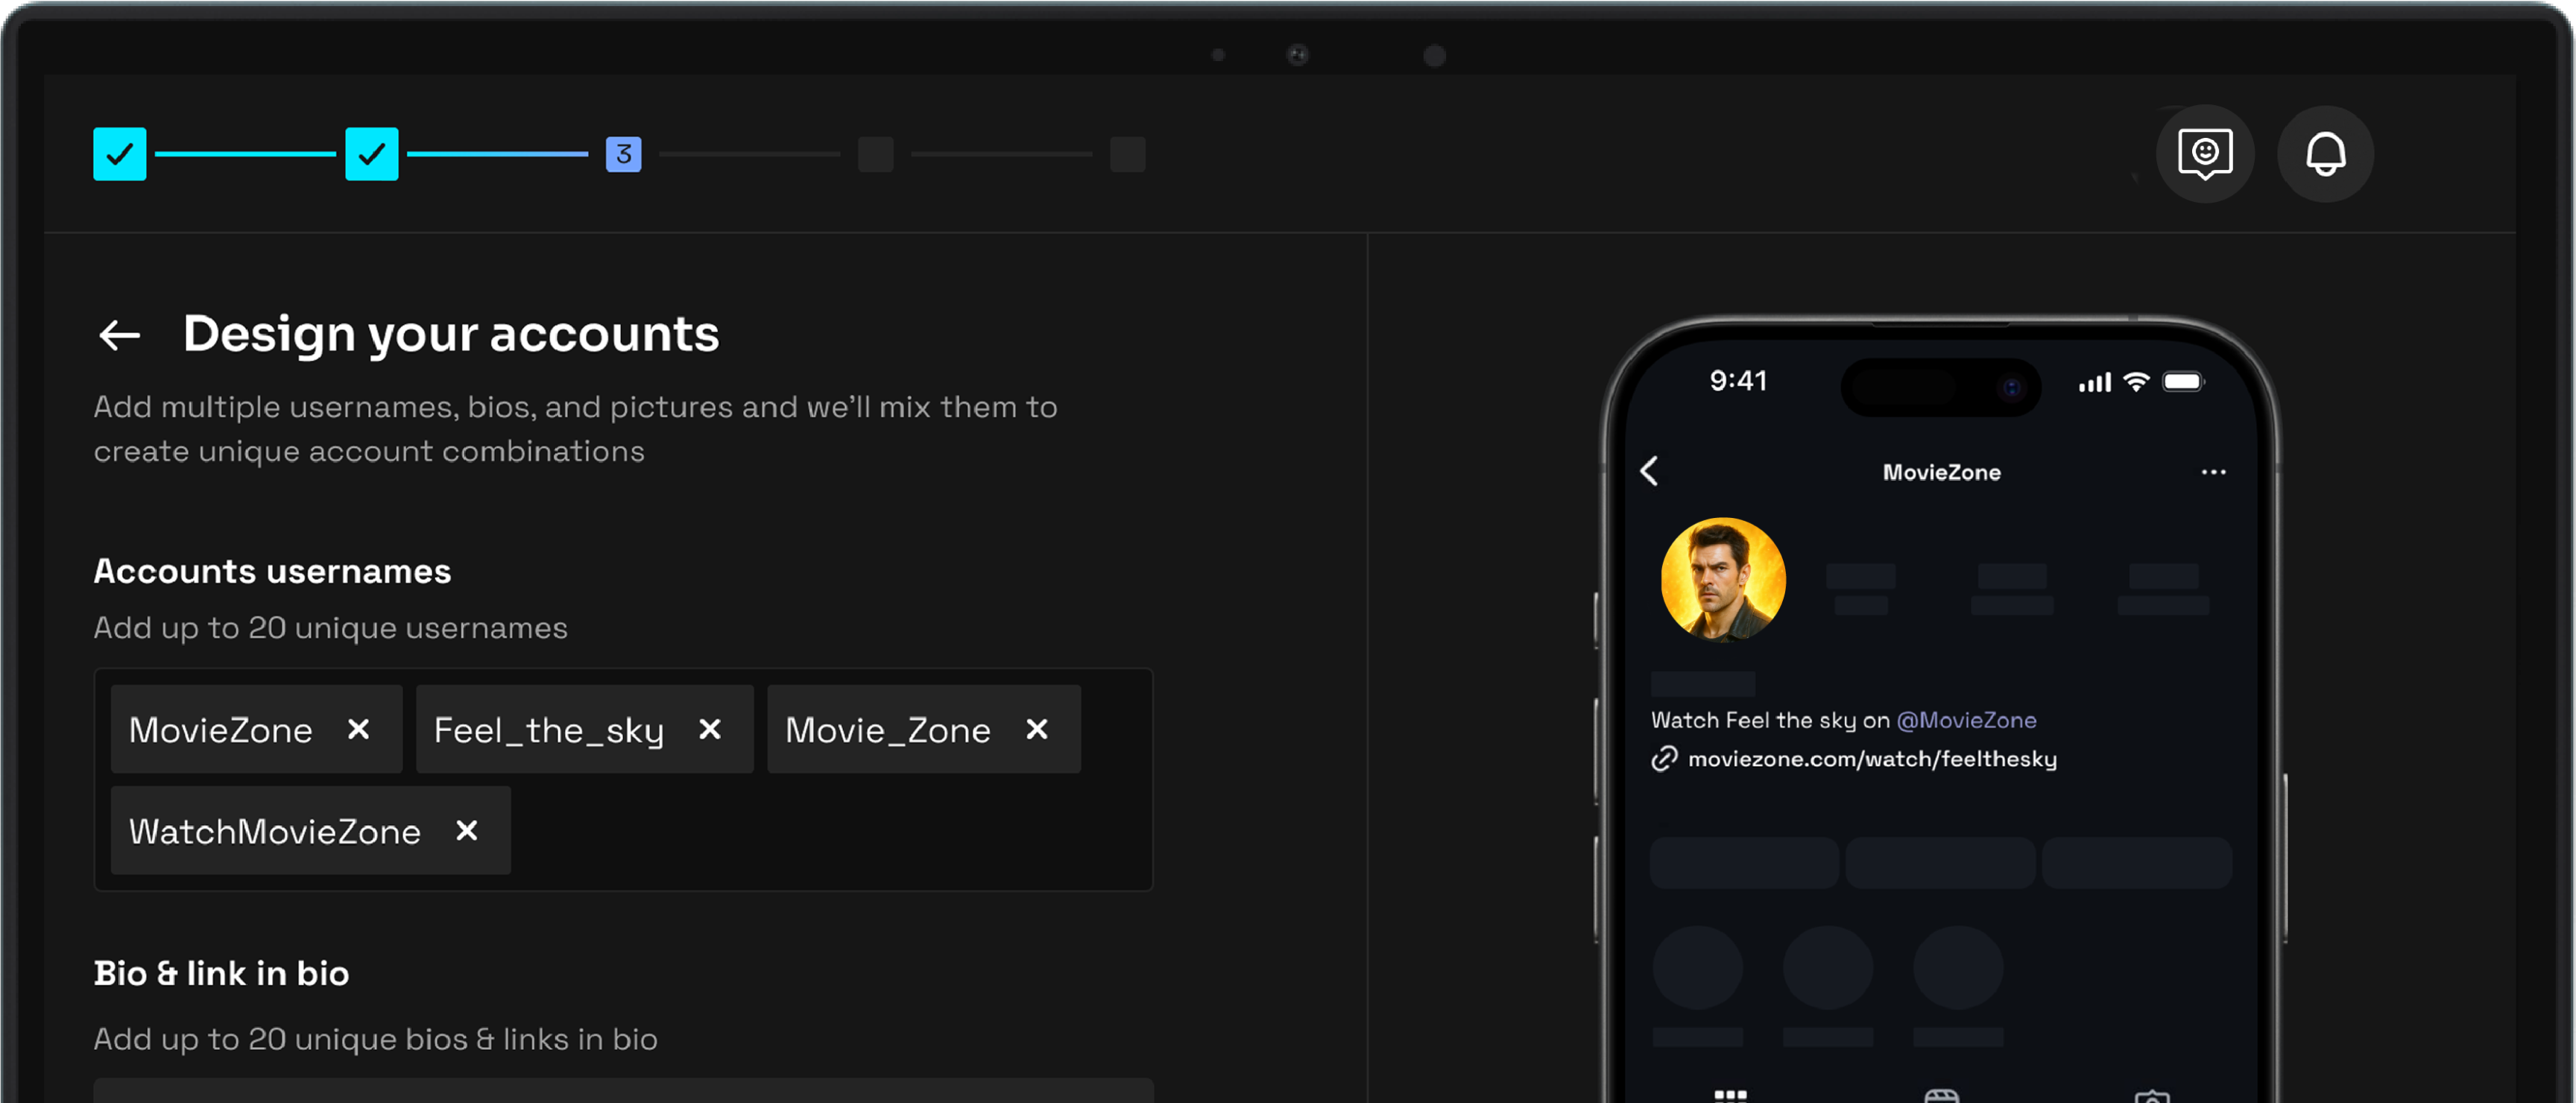 3
Design your accounts
Add multiple usernames, bios, and pictures and we'll mix them to
create unique account combinations
Accounts usernames
Add up to 20 unique usernames
MovieZone
Feel_the_sky
Movie_Zone
WatchMovieZone
Bio & link in bio
Add up to 20 unique bios & links in bio
9:41
MovieZone
Watch Feel the sky on @MovieZone
moviezone.com/watch/feelthesky